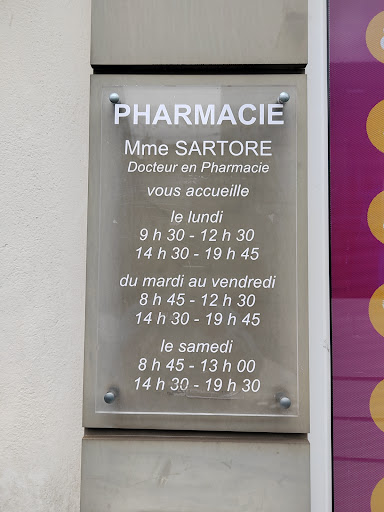 PHARMACIE
Mme SARTORE
Docteur en Pharmacie
vous accueille
le lundi
9 h 30 - 12 h 30
14 h 30 - 19 h 45
du mardi au vendredi
8 h 45 - 12 h 30
14 h 30 - 19 h 45
le samedi
8 h 45 - 13 h 00
14 h 30 - 19 h 30